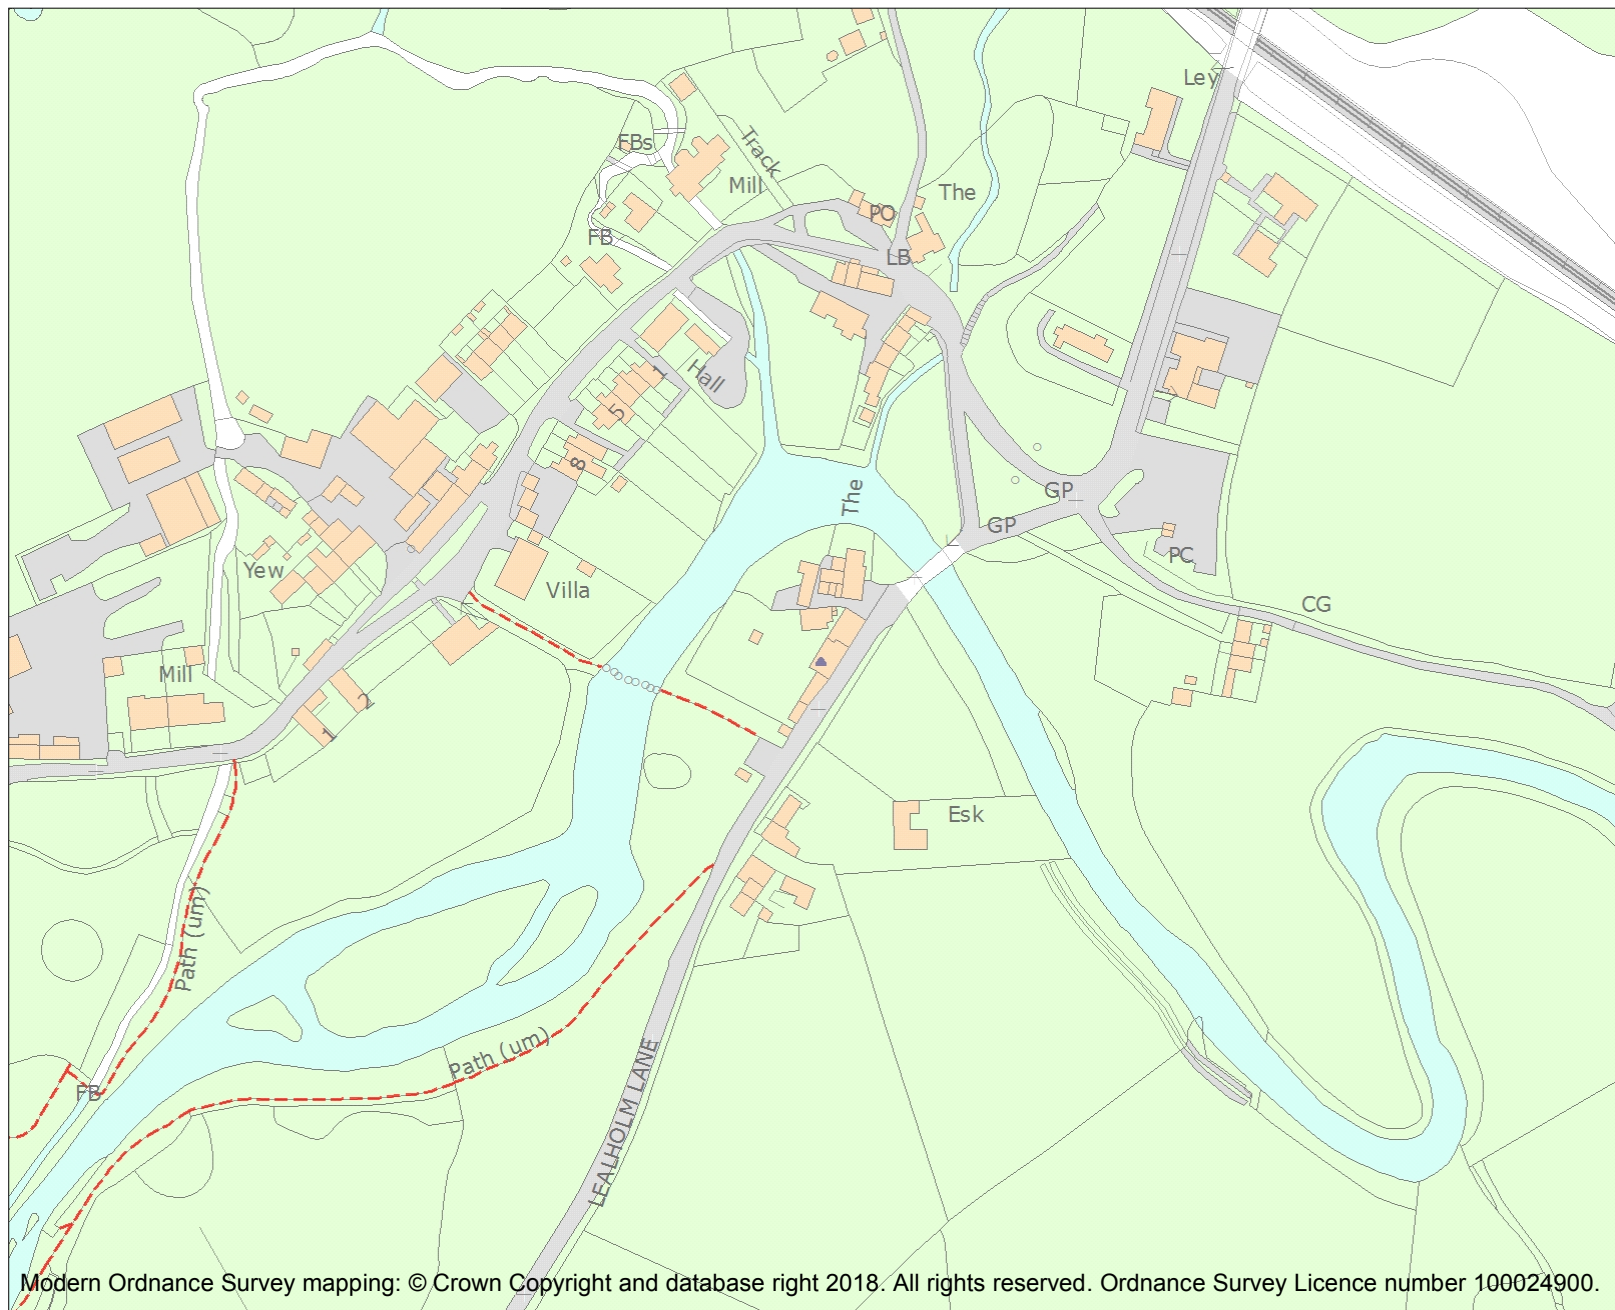 Ley
FBs
Track
Mill
The
PO
FB
LB
1
Hall
5
8
The
GP
GP
PC
Yew
Villa
CG
Mill
2
1
Esk
Path (um)
Path (um)
FB
LEALHOLM LANE
Modern Ordnance Survey mapping: © Crown Copyright and database right 2018. All rights reserved. Ordnance Survey Licence number 100024900.